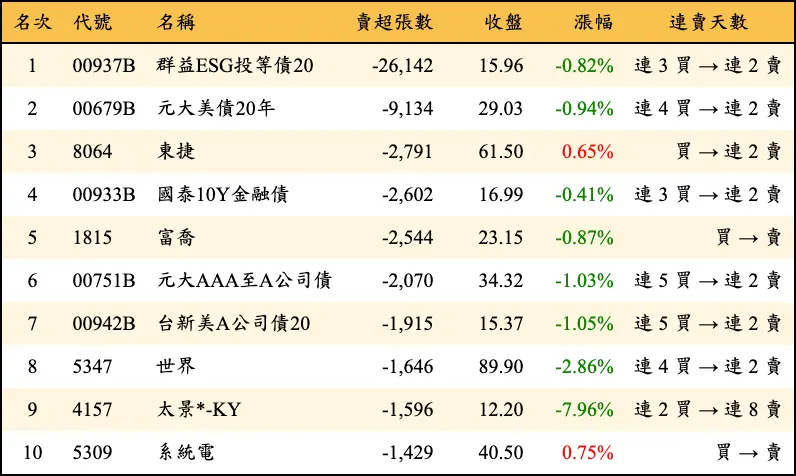 名次 代號 名稱 賣超張數 收盤 漲幅 連賣天數
1 00937B 群益ESG投等債20 -26,142 15.96 -0.82% 連 3 買 → 連 2 賣
2 00679B 元大美債20年 -9,134 29.03 -0.94% 連 4 買 → 連 2 賣
3 8064 東捷 -2,791 61.50 0.65% 買 → 連 2 賣
4 00933B 國泰10Y金融債 -2,602 16.99 -0.41% 連 3 買 → 連 2 賣
5 1815 富喬 -2,544 23.15 -0.87% 買 → 賣
6 00751B 元大AAA至A公司債 -2,070 34.32 -1.03% 連 5 買 → 連 2 賣
7 00942B 台新美A公司債20 -1,915 15.37 -1.05% 連 5 買 → 連 2 賣
8 5347 世界 -1,646 89.90 -2.86% 連 4 買 → 連 2 賣
9 4157 太景*-KY -1,596 12.20 -7.96% 連 2 買 → 連 8 賣
10 5309 系統電 -1,429 40.50 0.75% 買 → 賣